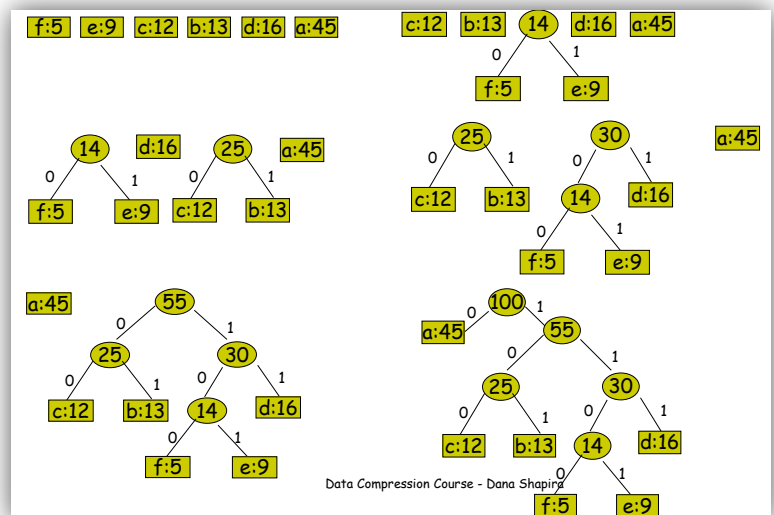 f:5 e:9 c:12 b:13 d:16 a:45
c:12 b:13 14 d:16 a:45
0 1
f:5 e:9
14 d:16 25 a:45
0 1 0 1
f:5 e:9 c:12 b:13
25 30 a:45
0 1 0 1
c:12 b:13 14 d:16
0 1
f:5 e:9
a:45 55
0 1
25 30
0 1 0 1
c:12 b:13 14 d:16
0 1
f:5 e:9
100
0 1
a:45 55
0 1
25 30
0 1 0 1
c:12 b:13 14 d:16
0 1
f:5 e:9
Data Compression Course - Dana Shapira